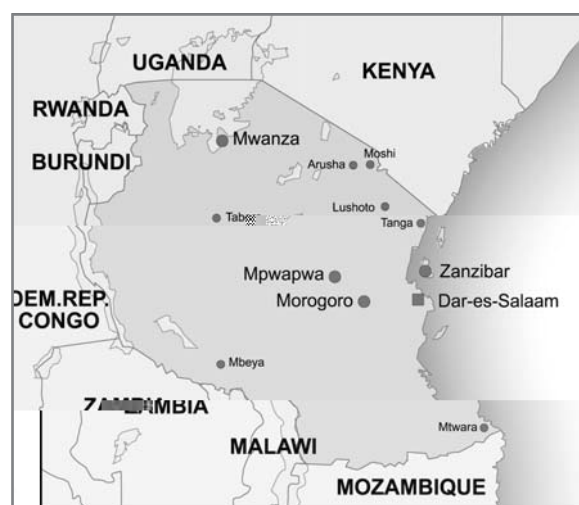 UGANDA
KENYA
RWANDA
Mwanza
BURUNDI
Arusha
Moshi
Lushoto
Tanga
Mpwapwa
Zanzibar
Morogoro
Dar-es-Salaam
DEM.REP.
CONGO
Mbeya
ZAMBIA
Mtwara
MALAWI
MOZAMBIQUE